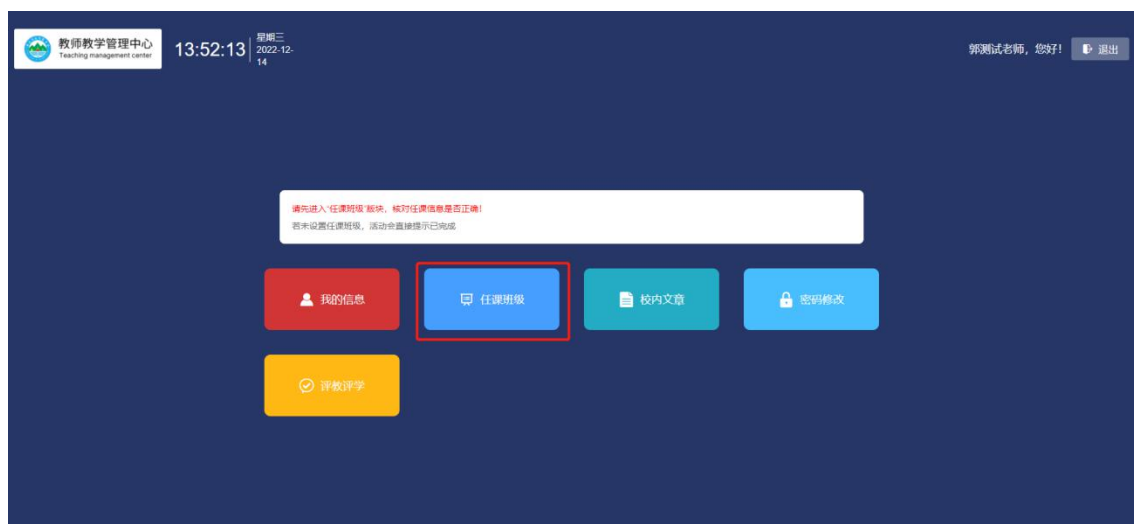 教师教学管理中心
Teaching management center
13:52:13
星期三
2022-12-
14
郭测试老师，您好！
退出
请先进入“任课班级”版块，核对任课信息是否正确！
若未设置任课班级，活动会直接提示已完成
我的信息
任课班级
校内文章
密码修改
评教评学